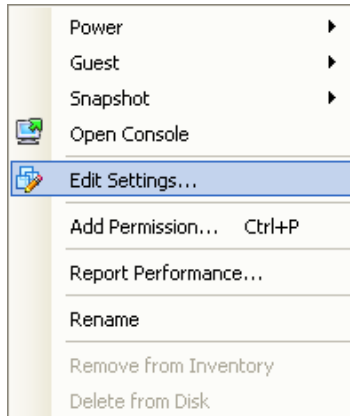 Power
Guest
Snapshot
Open Console
Edit Settings...
Add Permission... Ctrl+P
Report Performance...
Rename
Remove from Inventory
Delete from Disk